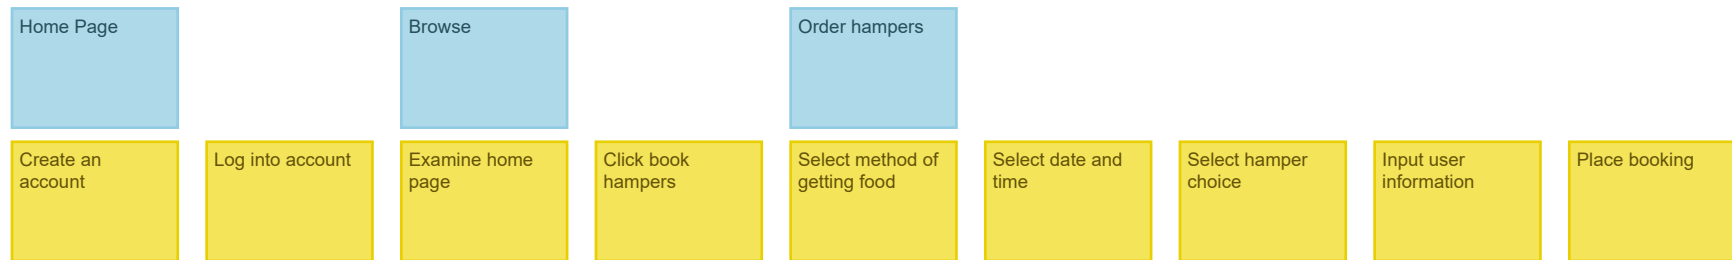 Home Page
Browse
Order hampers
Create an
account
Log into account
Examine home
page
Click book
hampers
Select method of
getting food
Select date and
time
Select hamper
choice
Input user
information
Place booking